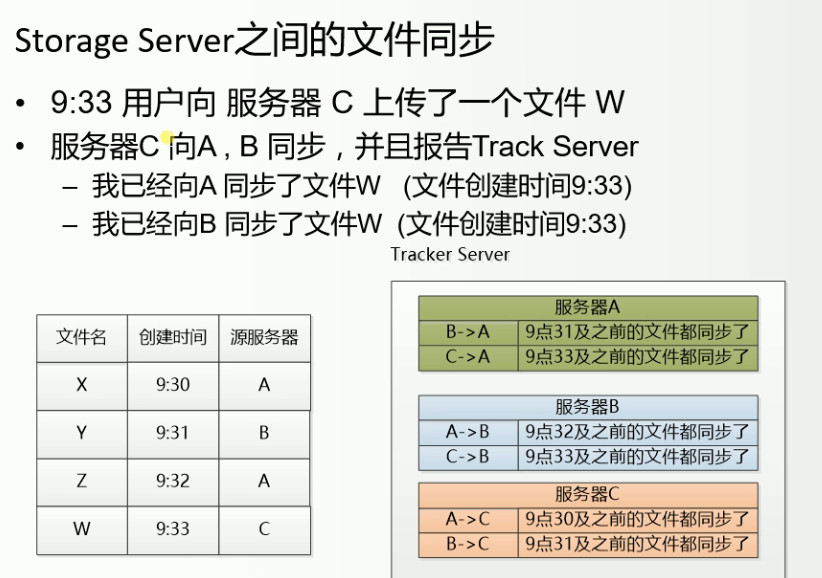 Storage Server之间的文件同步
• 9:33 用户向 服务器 C 上传了一个文件 W
• 服务器C 向A , B 同步，并且报告Track Server
– 我已经向A 同步了文件W (文件创建时间9:33)
– 我已经向B 同步了文件W (文件创建时间9:33)
Tracker Server
文件名 创建时间 源服务器
X 9:30 A
Y 9:31 B
Z 9:32 A
W 9:33 C
服务器A
B->A 9点31及之前的文件都同步了
C->A 9点33及之前的文件都同步了
服务器B
A->B 9点32及之前的文件都同步了
C->B 9点33及之前的文件都同步了
服务器C
A->C 9点30及之前的文件都同步了
B->C 9点31及之前的文件都同步了